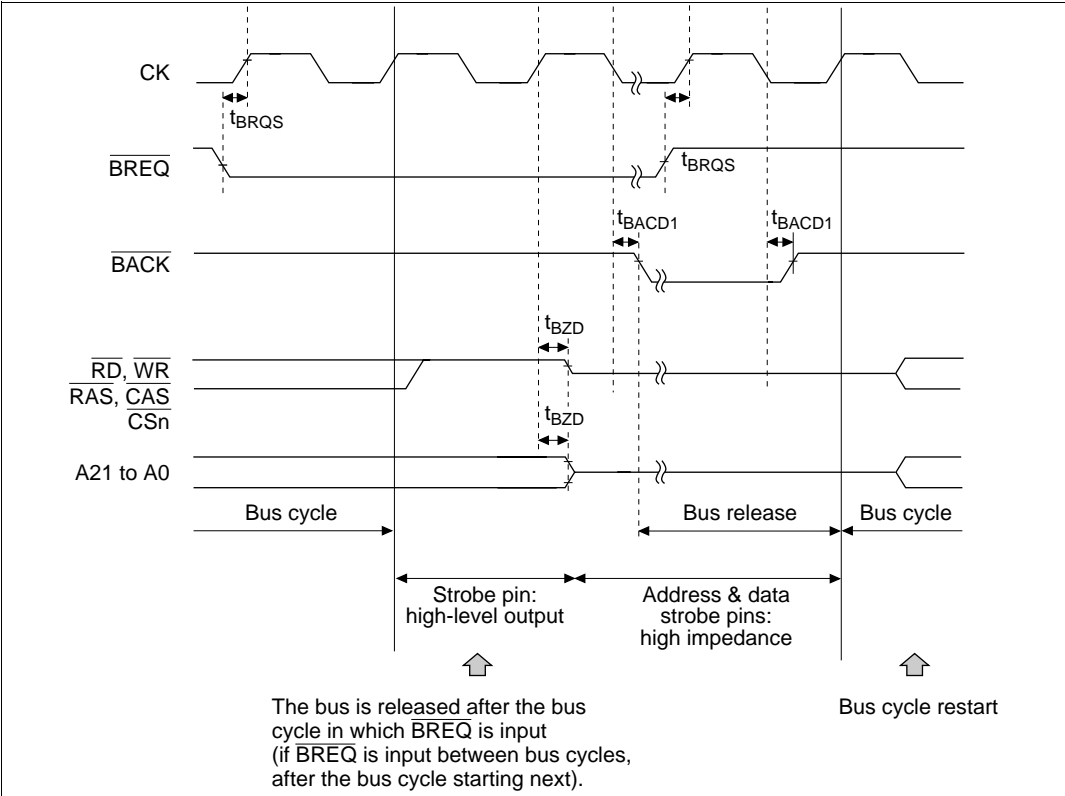 CK
tBRQS
BREQ
tBRQS
tBACD1
tBACD1
BACK
tBZD
RD, WR
RAS, CAS
CSn
tBZD
A21 to A0
Bus cycle
Bus release
Bus cycle
Strobe pin:
high-level output
Address & data
strobe pins:
high impedance
The bus is released after the bus
cycle in which BREQ is input
(if BREQ is input between bus cycles,
after the bus cycle starting next).
Bus cycle restart